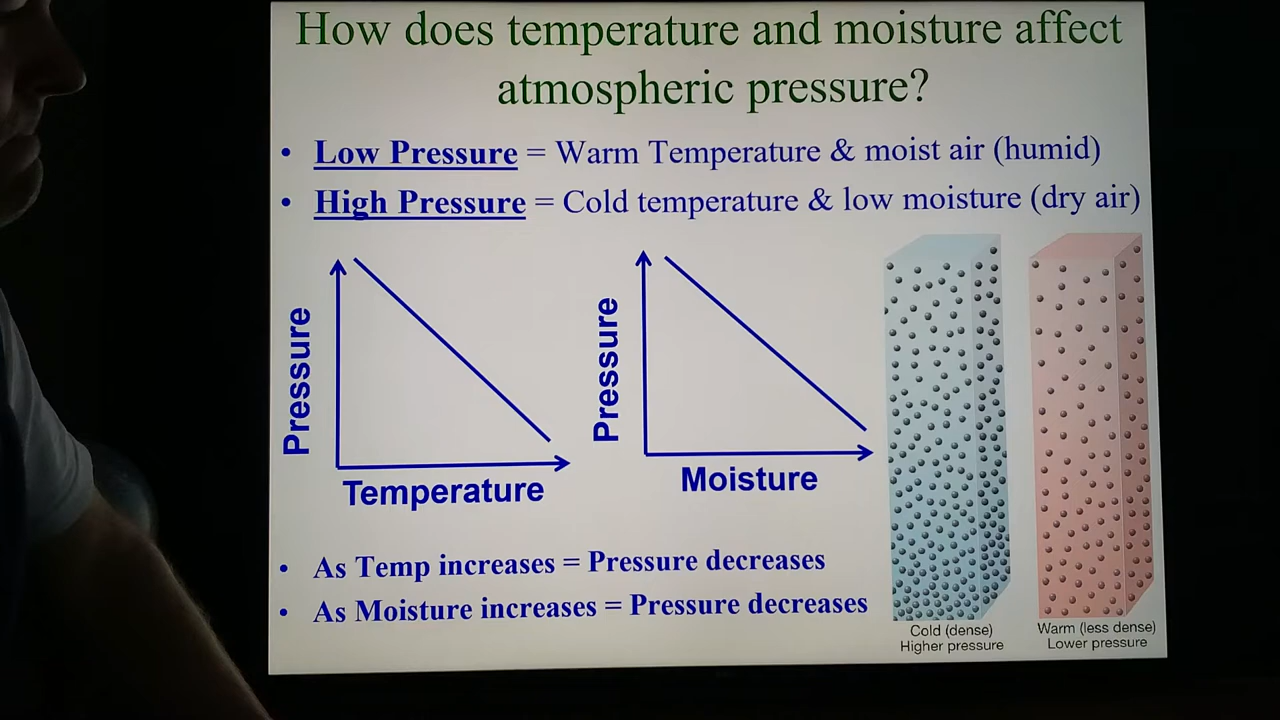 How does temperature and moisture affect
atmospheric pressure?
• Low Pressure = Warm Temperature & moist air (humid)
• High Pressure = Cold temperature & low moisture (dry air)
Pressure
Temperature
Pressure
Moisture
• As Temp increases = Pressure decreases
• As Moisture increases = Pressure decreases
Cold (dense)
Higher pressure
Warm (less dense)
Lower pressure